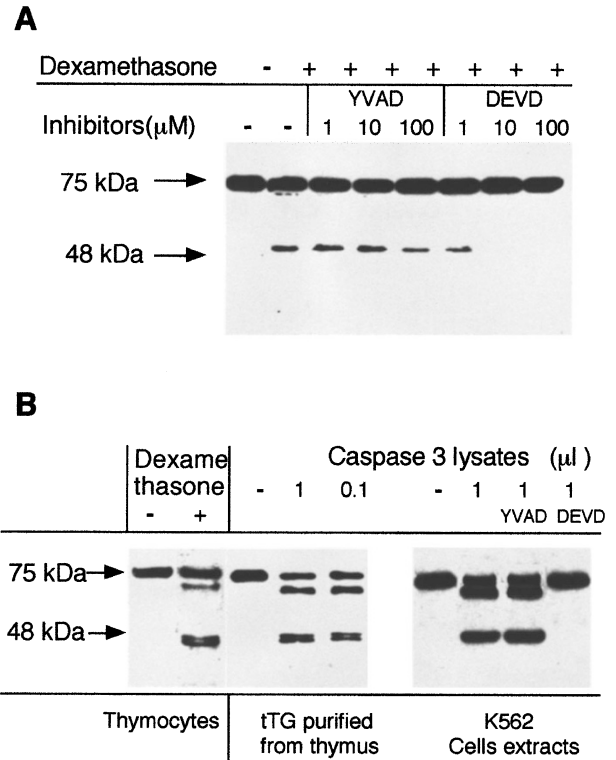 A
Dexamethasone - + + + + + + +
YVAD DEVD
Inhibitors(µM) - - 1 10 100 1 10 100
75 kDa
48 kDa
B
Dexame
thasone
- +
Caspase 3 lysates (µl )
- 1 0.1 - 1 1 1
YVAD DEVD
75 kDa
48 kDa
Thymocytes
tTG purified
from thymus
K562
Cells extracts